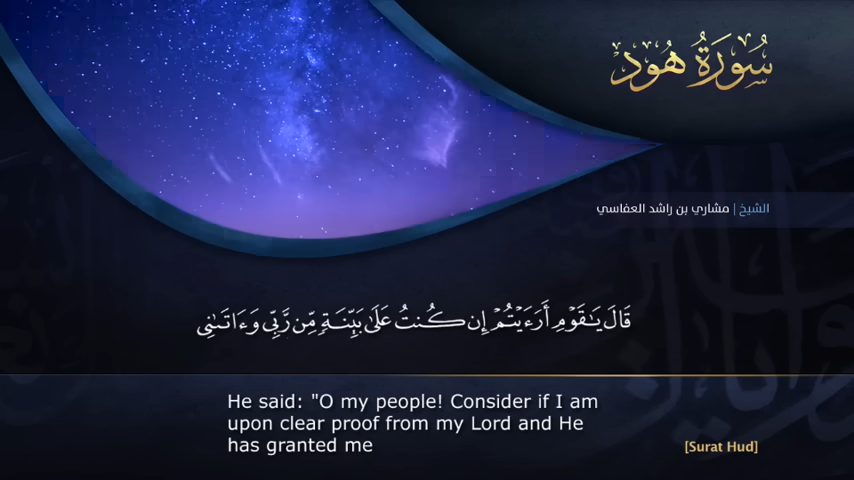 سُورَةُ هُود
الشيخ | مشاري بن راشد العفاسي
قَالَ يَـٰقَوْمِ أَرَءَيْتُمْ إِن كُنتُ عَلَىٰ بَيِّنَةٍ مِّن رَّبِّى وَءَاتَىٰنِى
He said: "O my people! Consider if I am
upon clear proof from my Lord and He
has granted me
[Surat Hud]